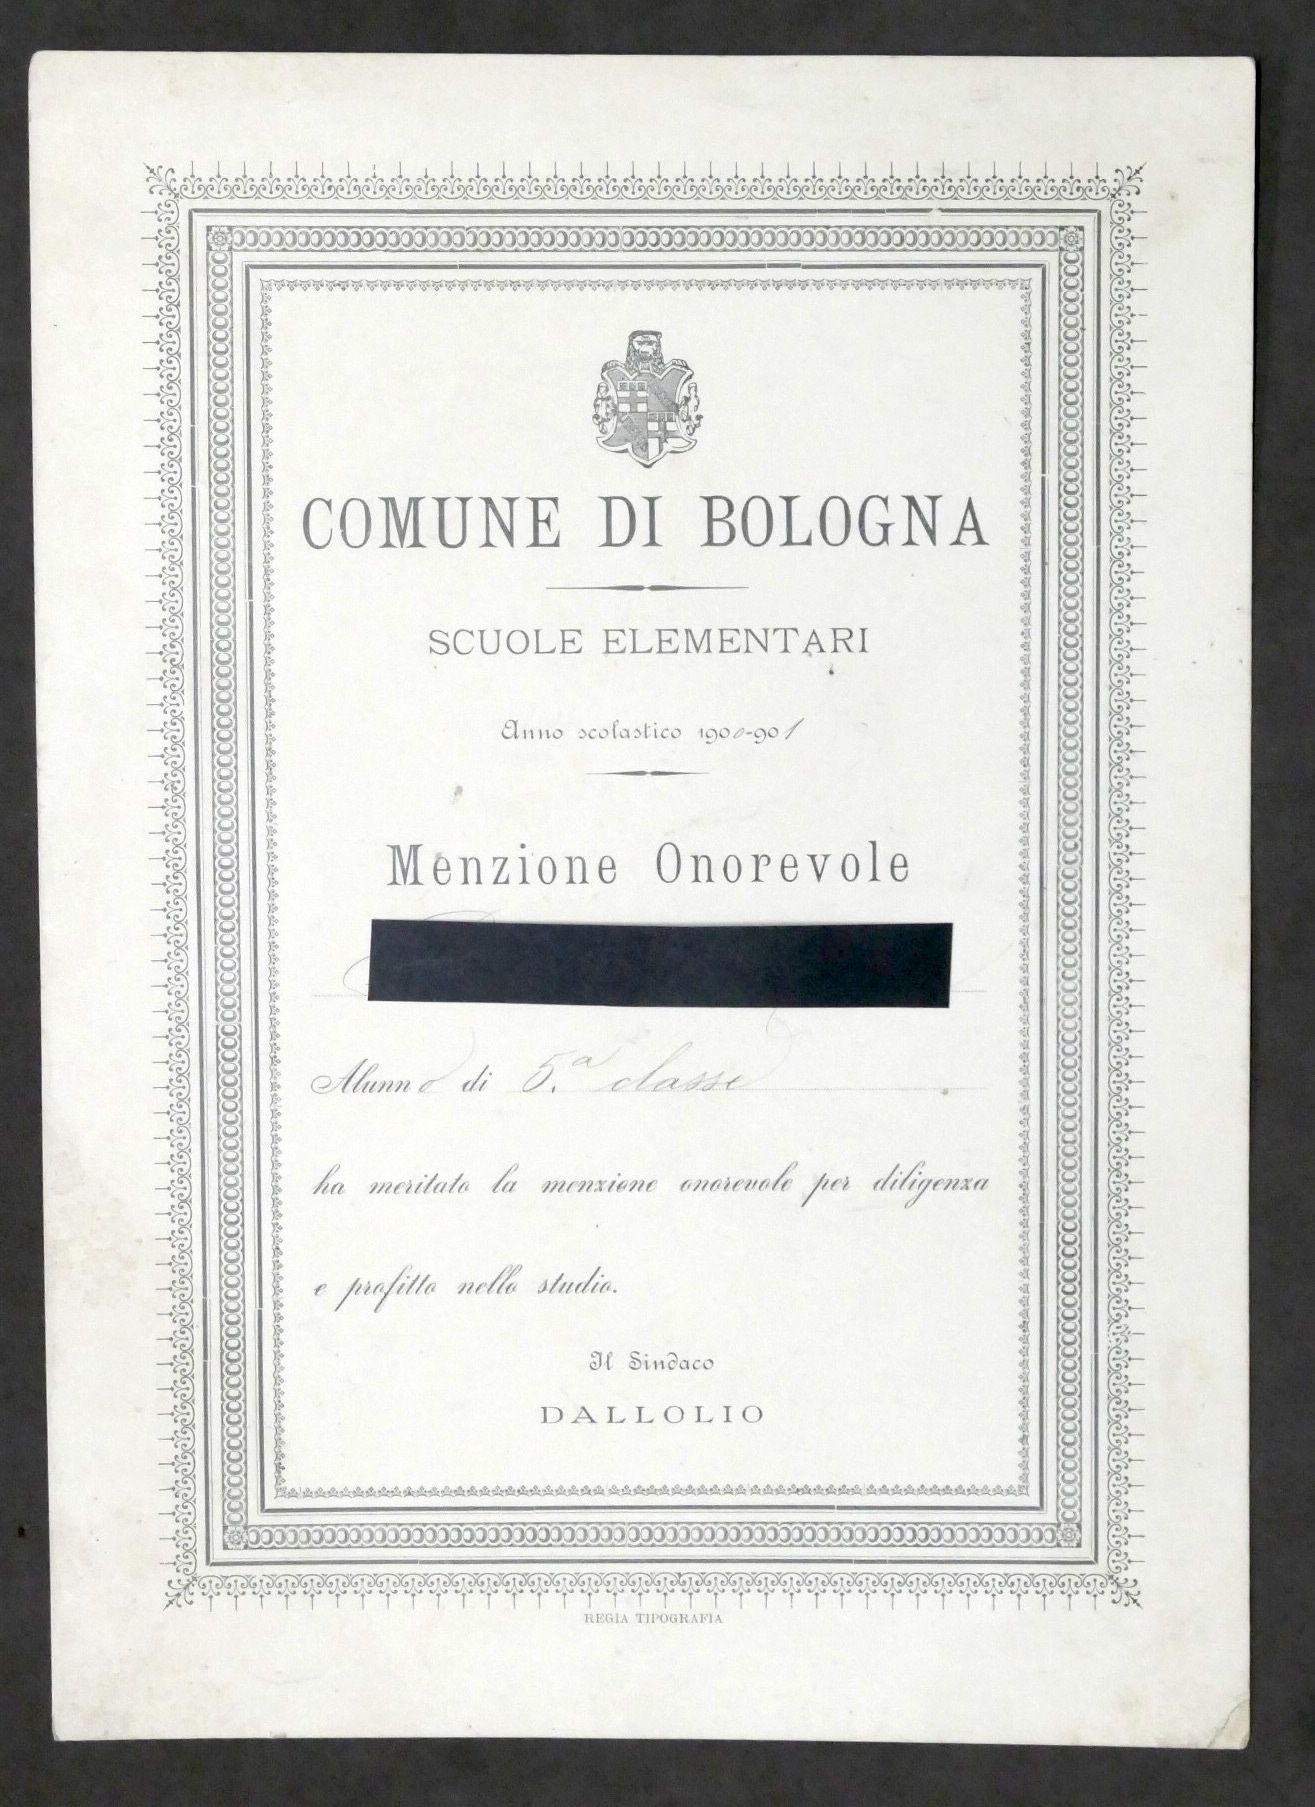 COMUNE DI BOLOGNA
SCUOLE ELEMENTARI
Anno scolastico 1900-901
Menzione Onorevole
Alunno di 5.a classe
ha meritato la menzione onorevole per diligenza
e profitto nello studio.
Il Sindaco
DALLOLIO
REGIA TIPOGRAFIA